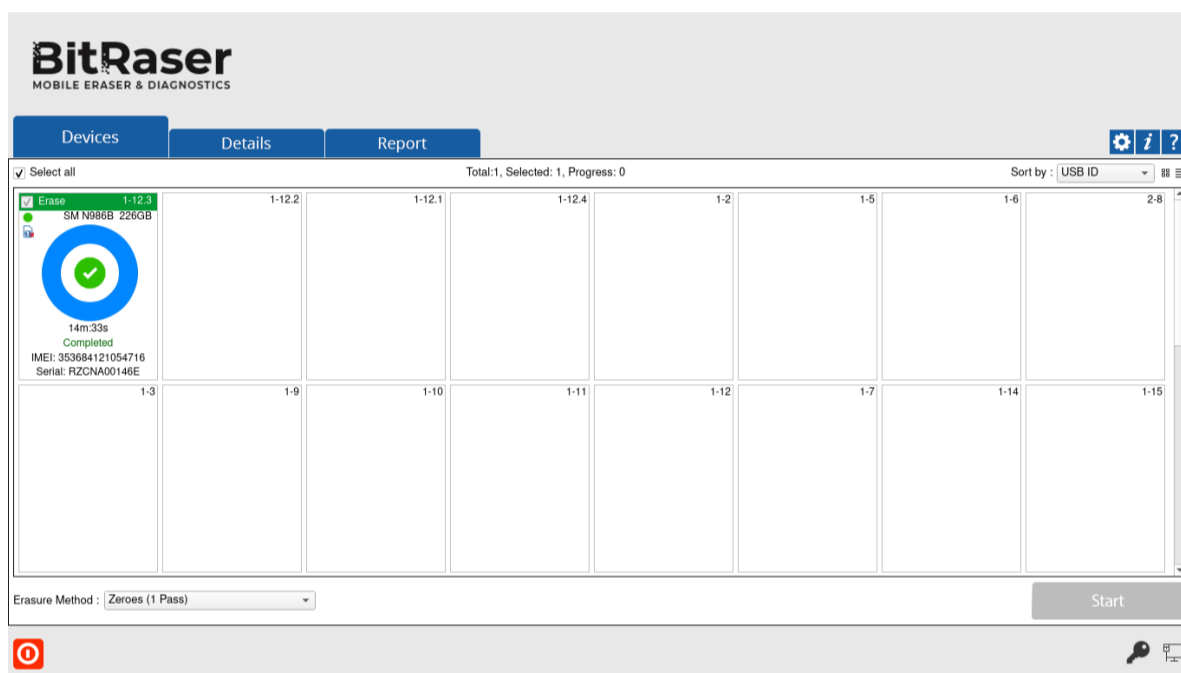 BitRaser
MOBILE ERASER & DIAGNOSTICS
Devices Details Report
i ?
Select all Total:1, Selected: 1, Progress: 0 Sort by : USB ID
Erase 1-12.3 1-12.2 1-12.1 1-12.4 1-2 1-5 1-6 2-8
SM N986B 226GB
14m:33s
Completed
IMEI: 353684121054716
Serial: RZCNA00146E
1-3 1-9 1-10 1-11 1-12 1-7 1-14 1-15
Erasure Method : Zeroes (1 Pass) Start